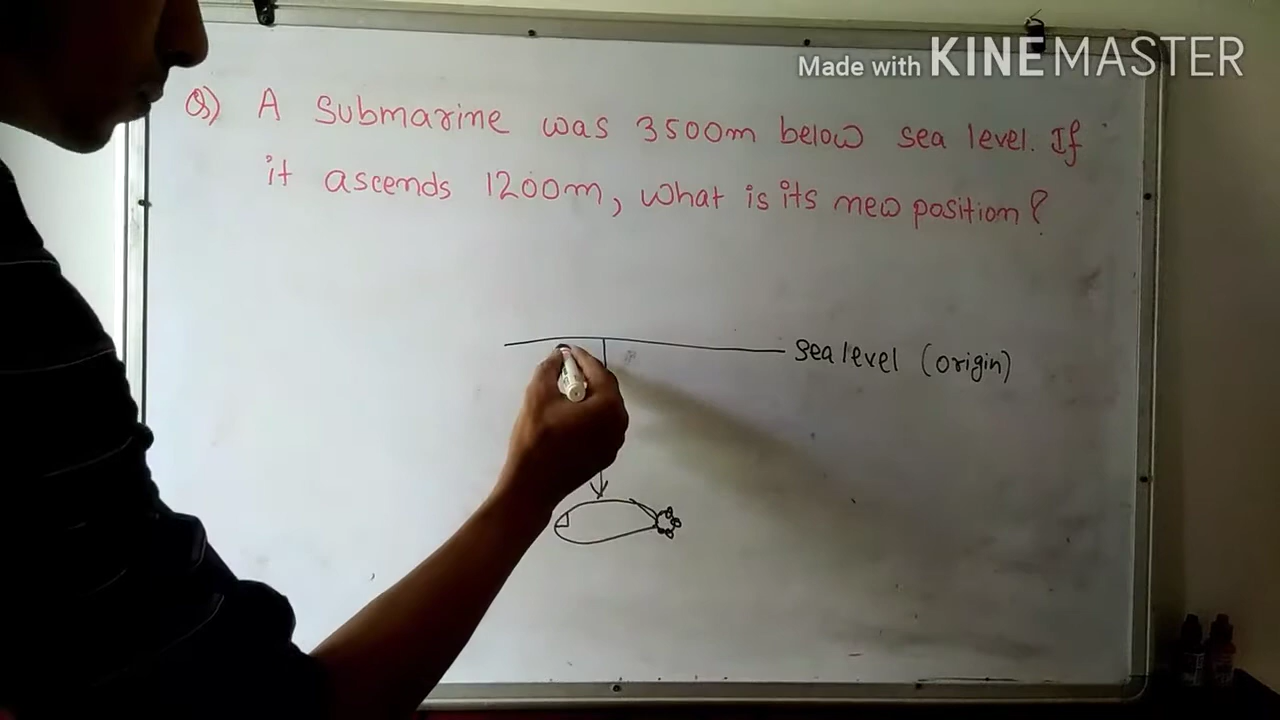 Made with KINEMASTER
Q) A submarine was 3500m below sea level. If
it ascends 1200m, what is its new position?
sea level (origin)